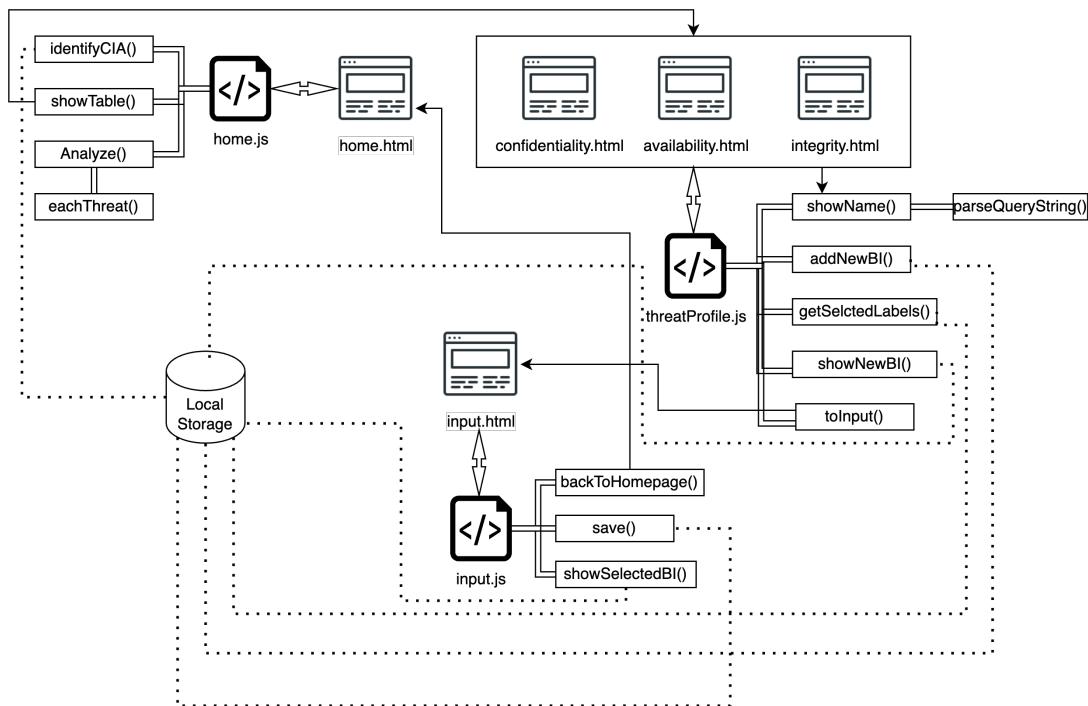 identifyCIA()
showTable()
Analyze()
eachThreat()
</>
home.js
home.html
confidentiality.html
availability.html
integrity.html
showName()
parseQueryString()
addNewBI()
getSelctedLabels()
showNewBI()
toInput()
</>
threatProfile.js
Local
Storage
input.html
</>
input.js
backToHomepage()
save()
showSelectedBI()